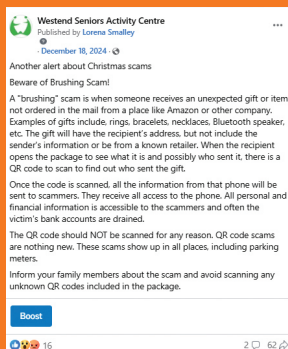 Westend Seniors Activity Centre
Published by Lorena Smalley
· December 18, 2024 ·
Another alert about Christmas scams
Beware of Brushing Scam!
A "brushing" scam is when someone receives an unexpected gift or item
not ordered in the mail from a place like Amazon or other company.
Examples of gifts include, rings, bracelets, necklaces, Bluetooth speaker,
etc. The gift will have the recipient's address, but not include the
sender's information or be from a known retailer. When the recipient
opens the package to see what it is and possibly who sent it, there is a
QR code to scan to find out who sent the gift.
Once the code is scanned, all the information from that phone will be
sent to scammers. They receive all access to the phone. All personal and
financial information is accessible to the scammers and often the
victim's bank accounts are drained.
The QR code should NOT be scanned for any reason. QR code scams
are nothing new. These scams show up in all places, including parking
meters.
Inform your family members about the scam and avoid scanning any
unknown QR codes included in the package.
Boost
16
2
62